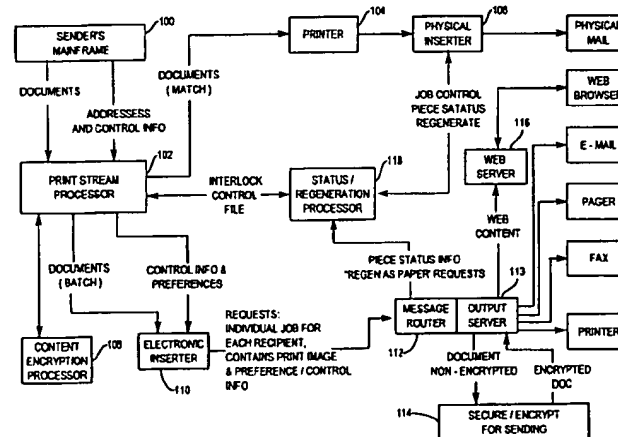 100
SENDER'S
MAINFRAME
DOCUMENTS
ADDRESSESS
AND CONTROL INFO
DOCUMENTS
(MATCH)
104
PRINTER
106
PHYSICAL
INSERTER
PHYSICAL
MAIL
WEB
BROWSER
JOB CONTROL
PIECE SATATUS
REGENERATE
116
WEB
SERVER
E - MAIL
102
PRINT STREAM
PROCESSOR
INTERLOCK
CONTROL
FILE
118
STATUS /
REGENERATION
PROCESSOR
WEB
CONTENT
PAGER
DOCUMENTS
(BATCH)
CONTROL INFO &
PREFERENCES
PIECE STATUS INFO
"REGEN AS PAPER" REQUESTS
113
FAX
REQUESTS:
INDIVIDUAL JOB FOR
EACH RECIPIENT,
CONTAINS PRINT IMAGE
& PREFERENCE / CONTROL
INFO
MESSAGE
ROUTER
OUTPUT
SERVER
112
PRINTER
CONTENT
ENCRYPTION
PROCESSOR
108
ELECTRONIC
INSERTER
110
DOCUMENT
NON - ENCRYPTED
ENCRYPTED
DOC
114
SECURE / ENCRYPT
FOR SENDING